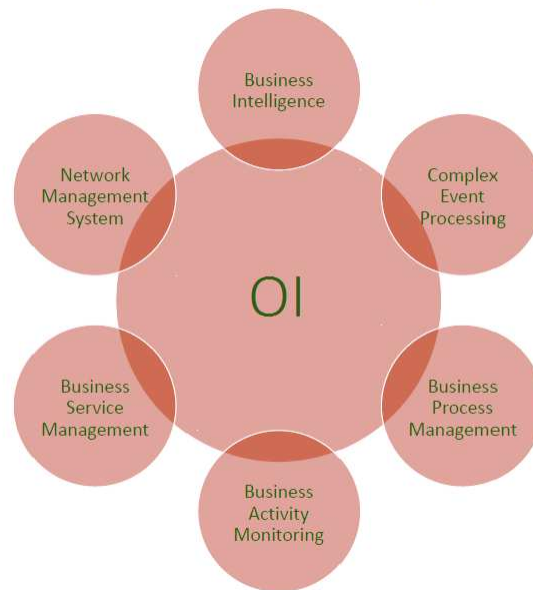 Business
Intelligence
Complex
Event
Processing
Business
Process
Management
Business
Activity
Monitoring
Business
Service
Management
Network
Management
System
OI